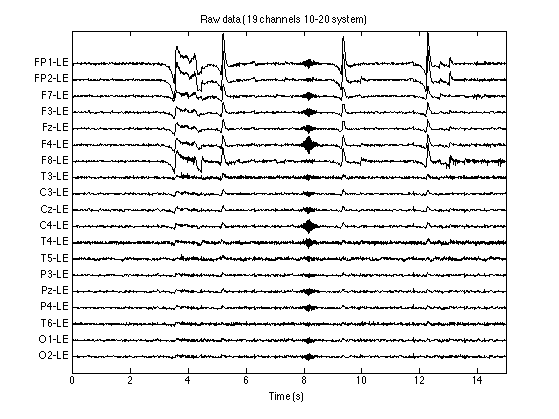 Raw data (19 channels 10-20 system)
FP1-LE
FP2-LE
F7-LE
F3-LE
Fz-LE
F4-LE
F8-LE
T3-LE
C3-LE
Cz-LE
C4-LE
T4-LE
T5-LE
P3-LE
Pz-LE
P4-LE
T6-LE
O1-LE
O2-LE
0 2 4 6 8 10 12 14
Time (s)